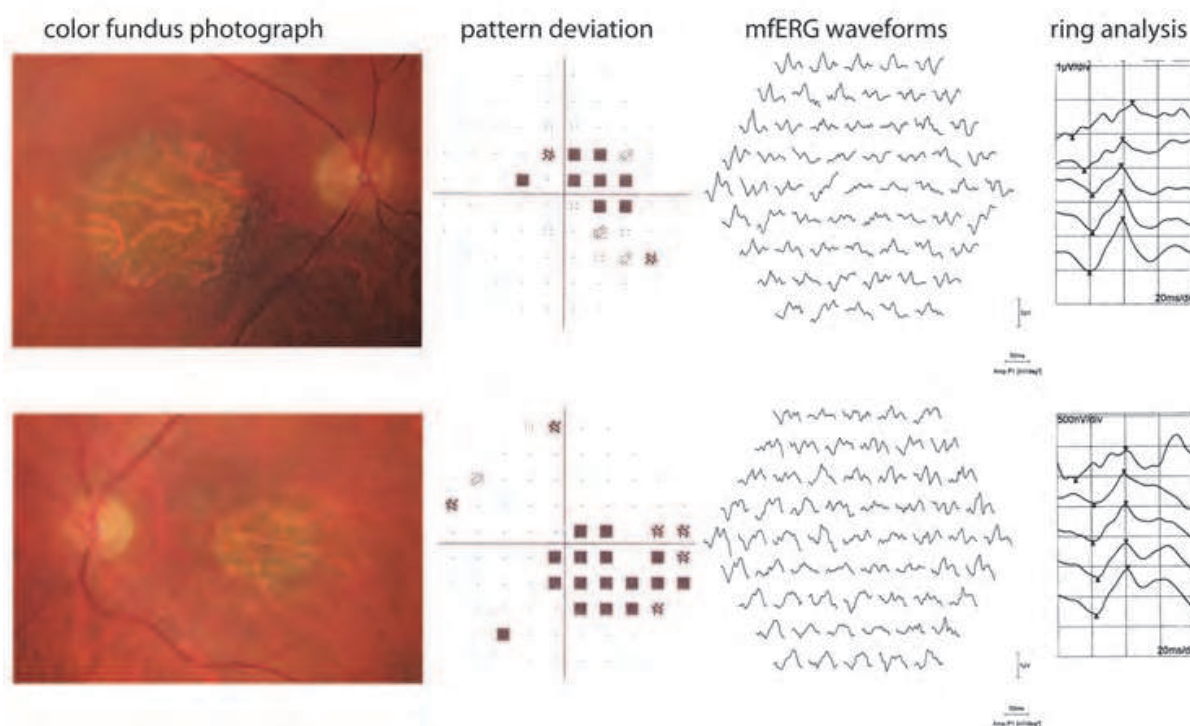 color fundus photograph
pattern deviation
mfERG waveforms
ring analysis
1µV/div
20ms/d
500nV/div
20ms/d